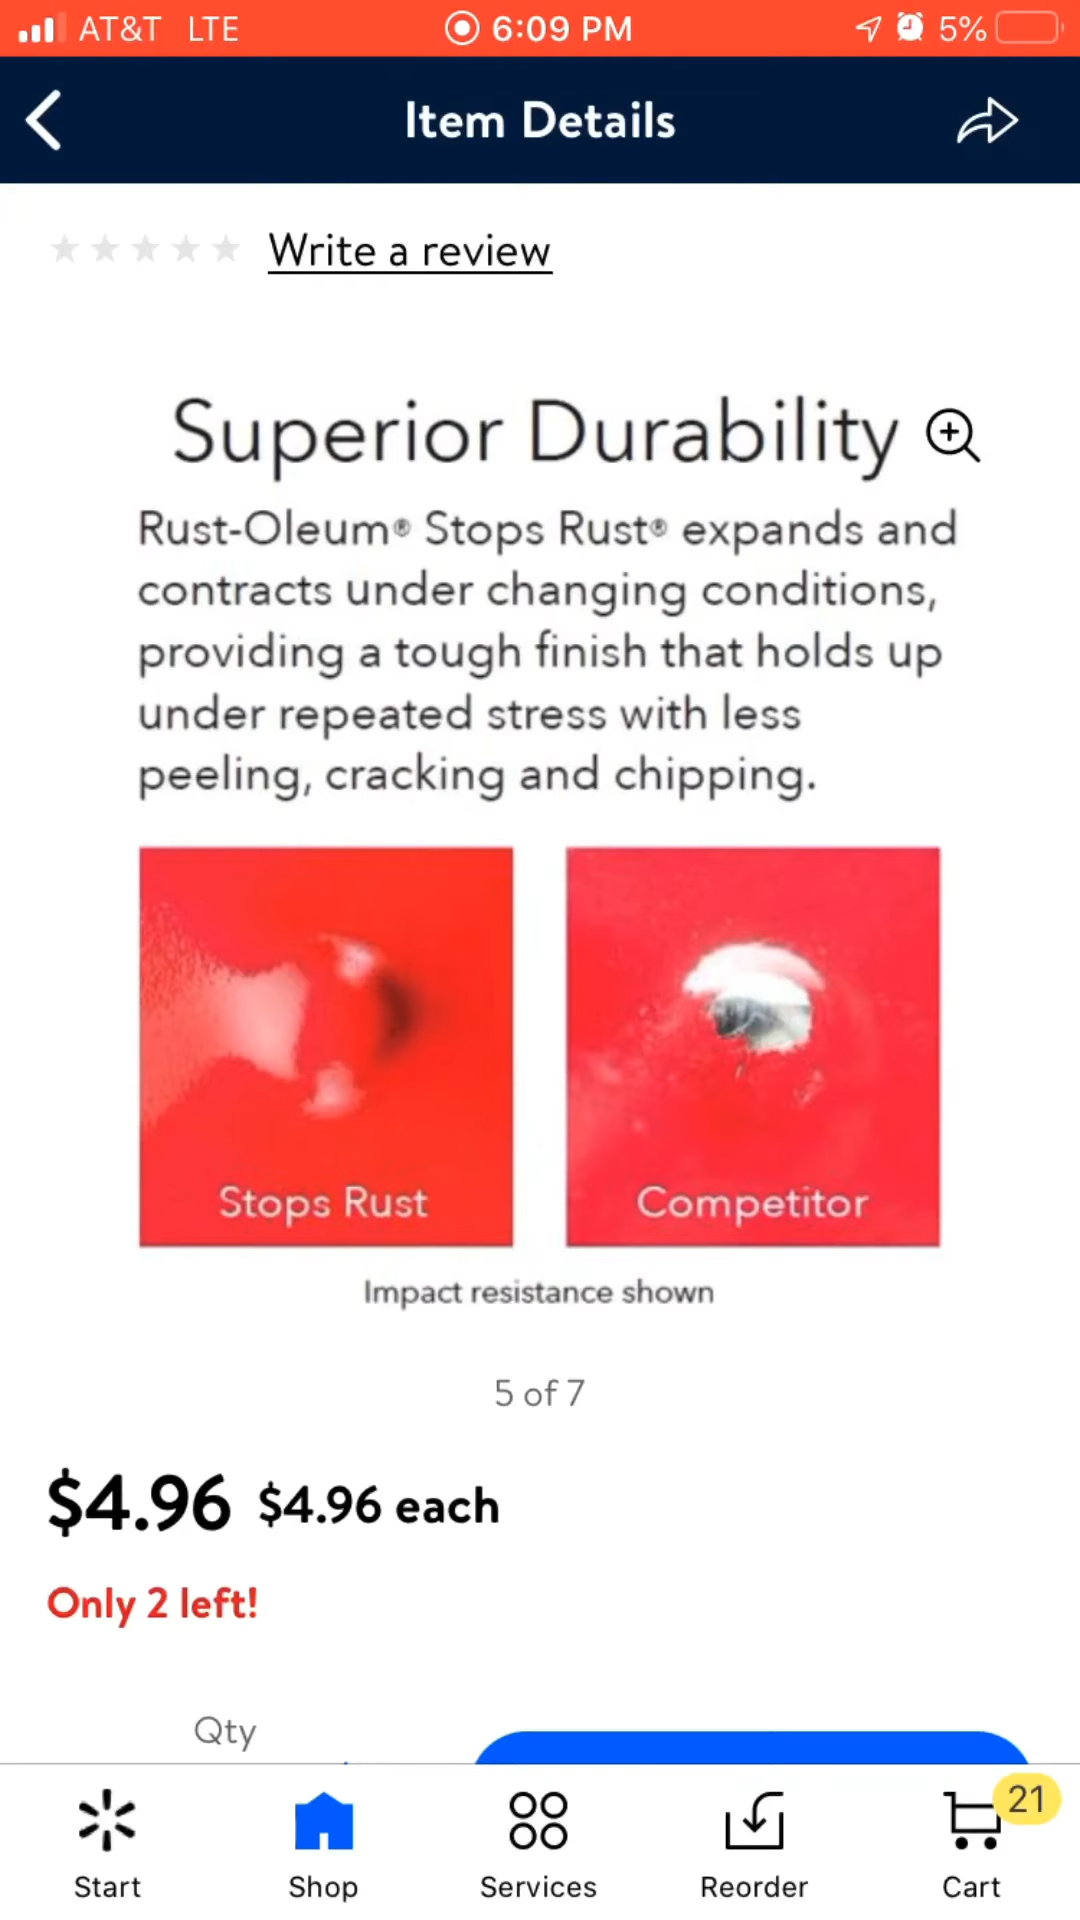 AT&T LTE 6:09 PM 5%
Item Details
Write a review
Superior Durability
Rust-Oleum® Stops Rust® expands and
contracts under changing conditions,
providing a tough finish that holds up
under repeated stress with less
peeling, cracking and chipping.
Stops Rust Competitor
Impact resistance shown
5 of 7
$4.96 $4.96 each
Only 2 left!
Qty
21
Start Shop Services Reorder Cart